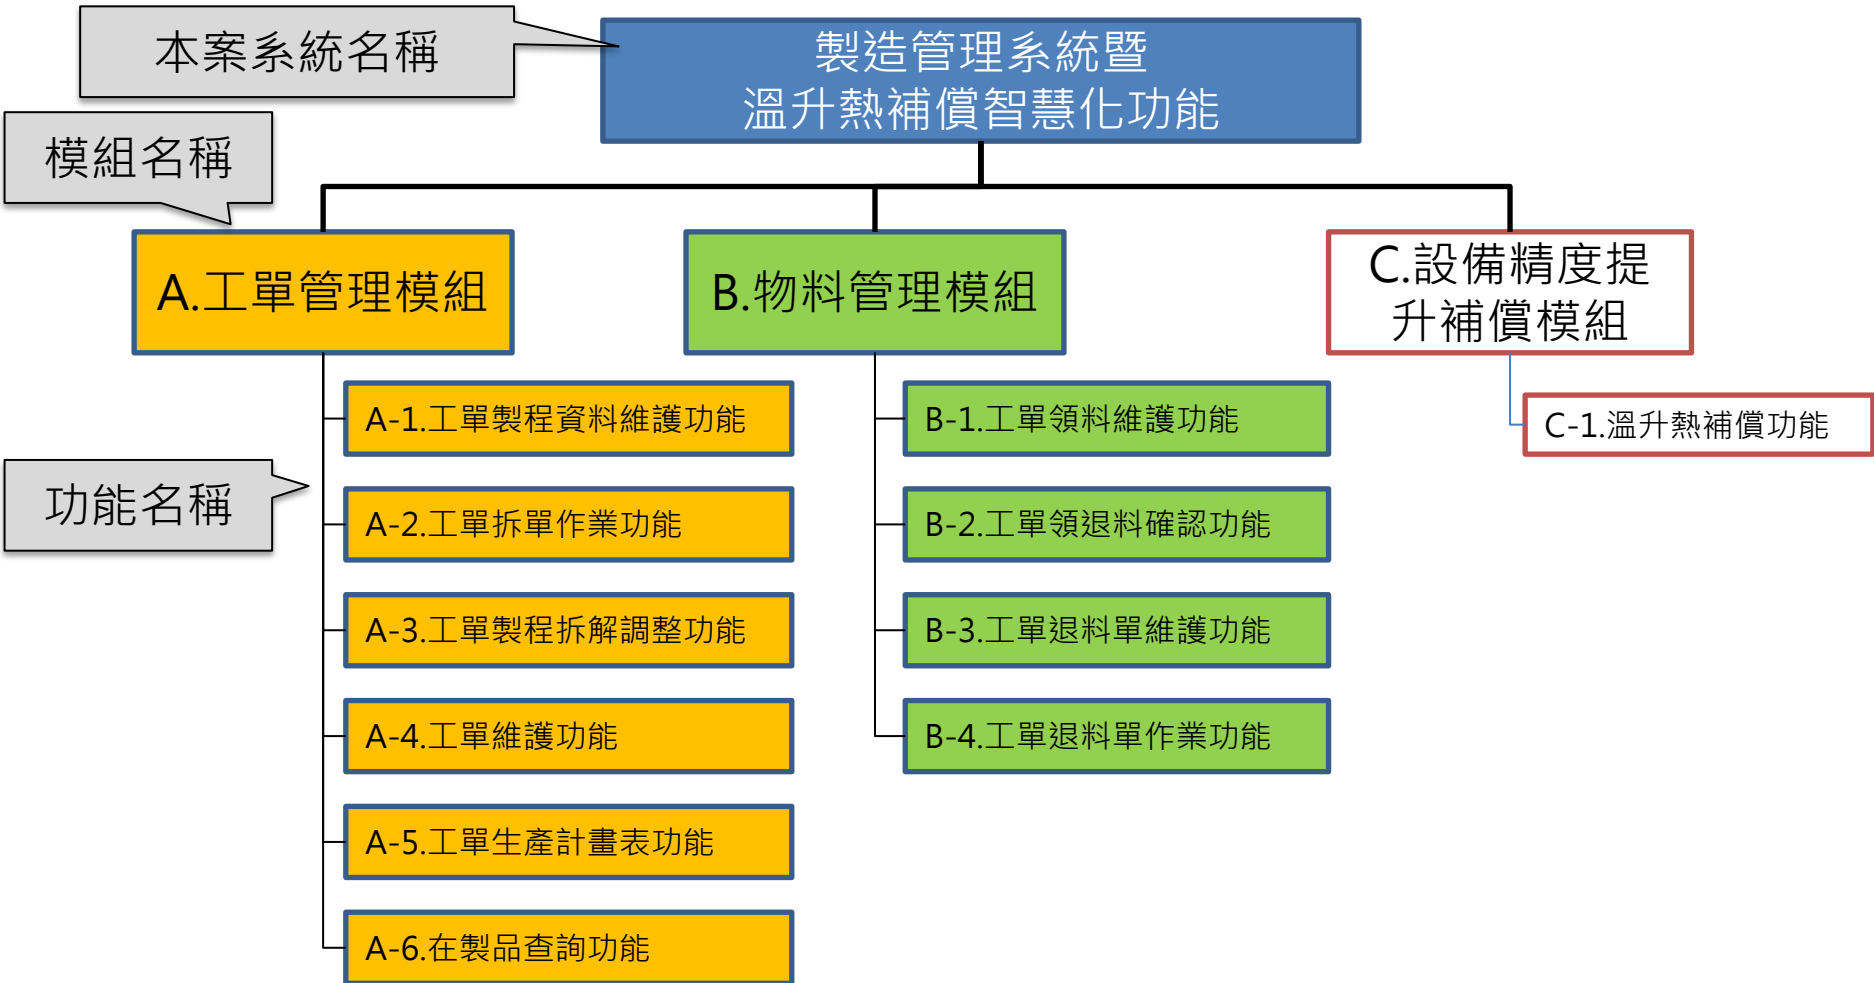 本案系統名稱
製造管理系統暨
溫升熱補償智慧化功能
模組名稱
A.工單管理模組
B.物料管理模組
C.設備精度提
升補償模組
功能名稱
A-1.工單製程資料維護功能
A-2.工單拆單作業功能
A-3.工單製程拆解調整功能
A-4.工單維護功能
A-5.工單生產計畫表功能
A-6.在製品查詢功能
B-1.工單領料維護功能
B-2.工單領退料確認功能
B-3.工單退料單維護功能
B-4.工單退料單作業功能
C-1.溫升熱補償功能